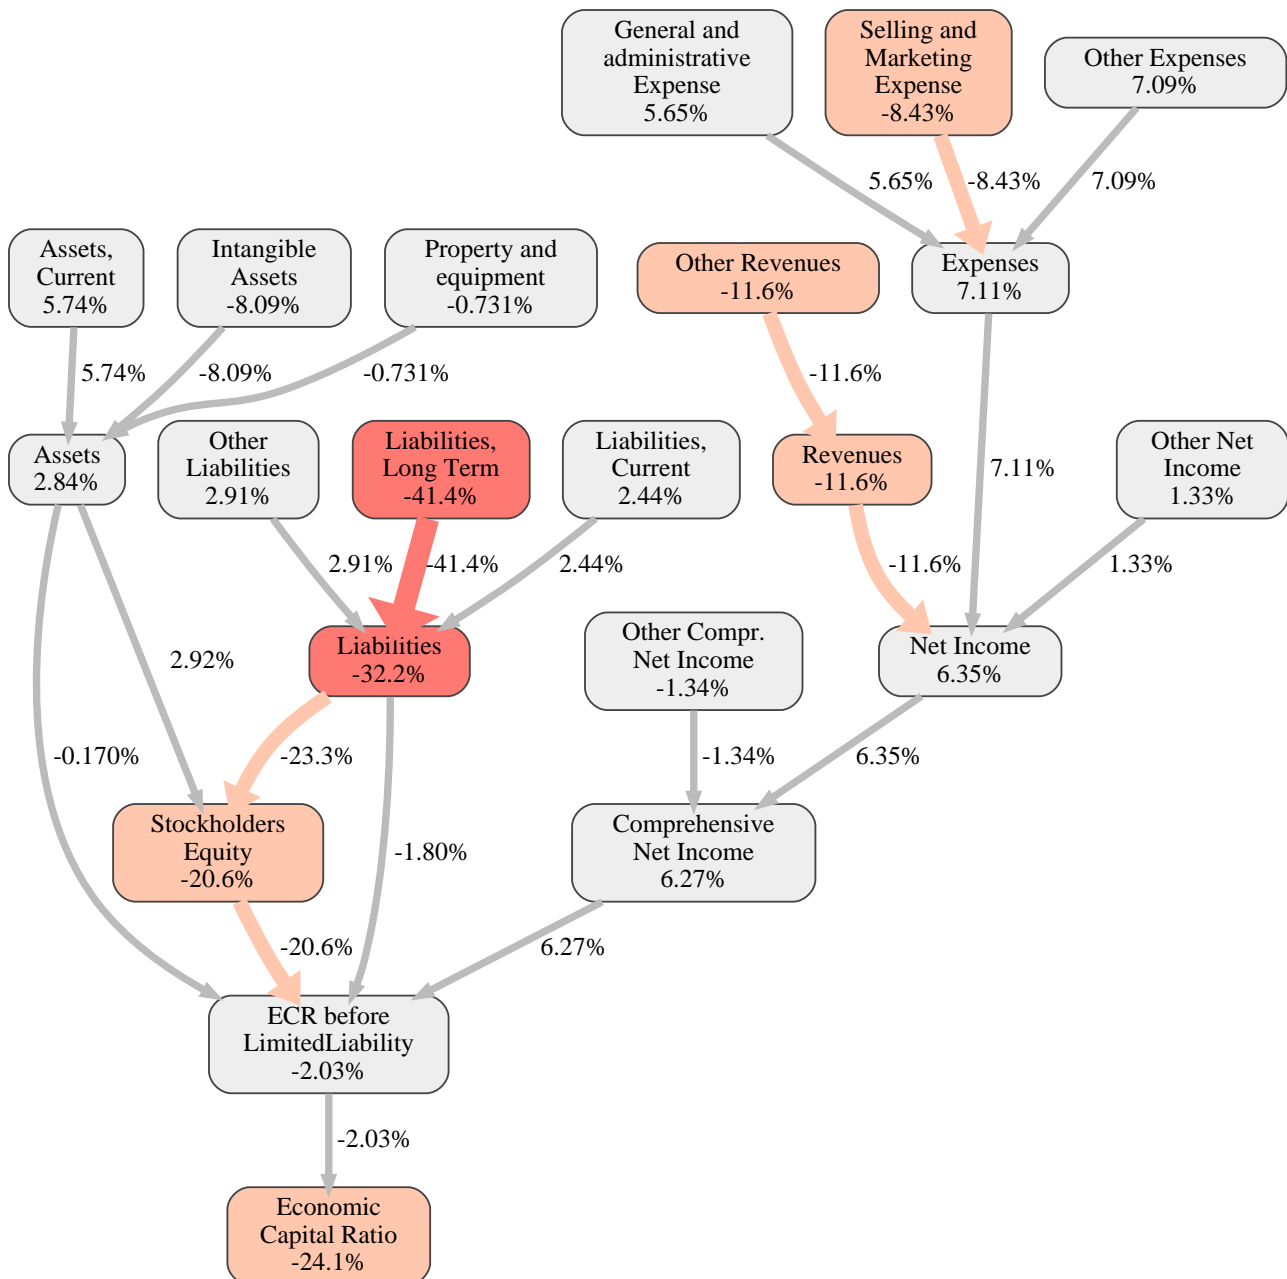 General and
administrative
Expense
5.65%
Selling and
Marketing
Expense
-8.43%
Other Expenses
7.09%
5.65%
-8.43%
7.09%
Assets,
Current
5.74%
Intangible
Assets
-8.09%
Property and
equipment
-0.731%
Other Revenues
-11.6%
Expenses
7.11%
5.74%
-8.09%
-0.731%
-11.6%
Assets
2.84%
Other
Liabilities
2.91%
Liabilities,
Long Term
-41.4%
Liabilities,
Current
2.44%
Revenues
-11.6%
7.11%
Other Net
Income
1.33%
2.91%
-41.4%
2.44%
-11.6%
1.33%
Liabilities
-32.2%
Other Compr.
Net Income
-1.34%
Net Income
6.35%
2.92%
-0.170%
-23.3%
-1.34%
6.35%
Stockholders
Equity
-20.6%
-1.80%
Comprehensive
Net Income
6.27%
-20.6%
6.27%
ECR before
LimitedLiability
-2.03%
-2.03%
Economic
Capital Ratio
-24.1%